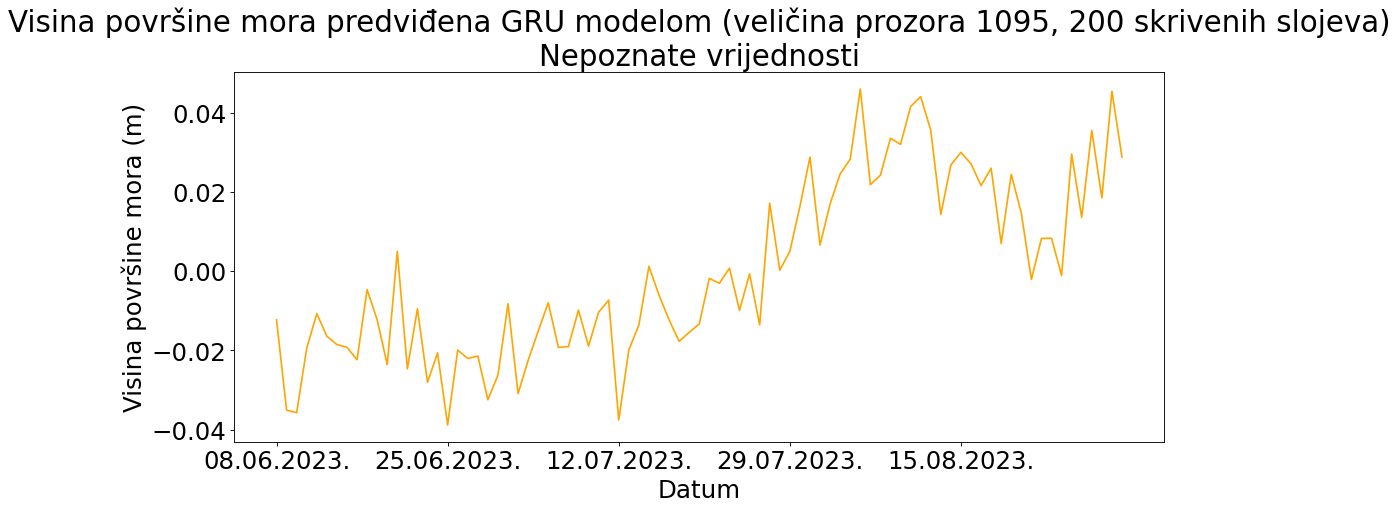 Visina površine mora predviđena GRU modelom (veličina prozora 1095, 200 skrivenih slojeva)
Nepoznate vrijednosti
Visina površine mora (m)
0.04
0.02
0.00
−0.02
−0.04
08.06.2023.
25.06.2023.
12.07.2023.
29.07.2023.
15.08.2023.
Datum